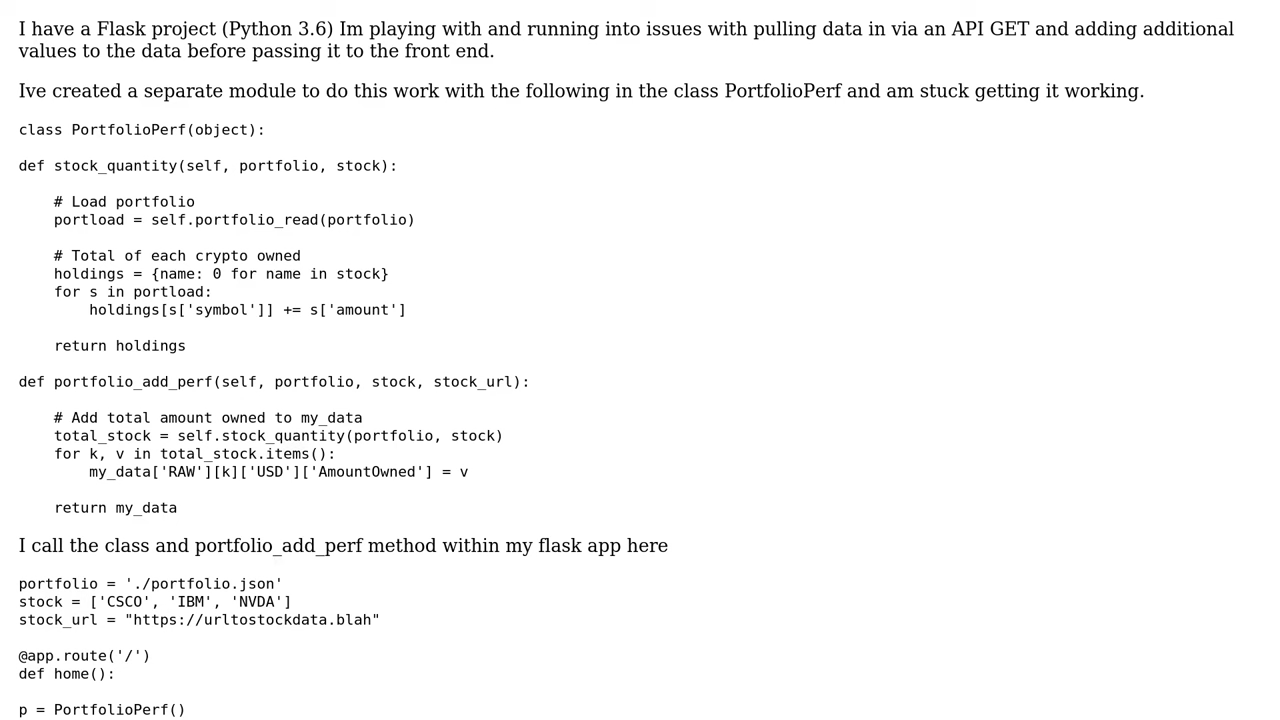 I have a Flask project (Python 3.6) Im playing with and running into issues with pulling data in via an API GET and adding additional
values to the data before passing it to the front end.
Ive created a separate module to do this work with the following in the class PortfolioPerf and am stuck getting it working.
class PortfolioPerf(object):
def stock_quantity(self, portfolio, stock):
    # Load portfolio
    portload = self.portfolio_read(portfolio)
    # Total of each crypto owned
    holdings = {name: 0 for name in stock}
    for s in portload:
        holdings[s['symbol']] += s['amount']
    return holdings
def portfolio_add_perf(self, portfolio, stock, stock_url):
    # Add total amount owned to my_data
    total_stock = self.stock_quantity(portfolio, stock)
    for k, v in total_stock.items():
        my_data['RAW'][k]['USD']['AmountOwned'] = v
    return my_data
I call the class and portfolio_add_perf method within my flask app here
portfolio = './portfolio.json'
stock = ['CSCO', 'IBM', 'NVDA']
stock_url = "https://urltostockdata.blah"
@app.route('/')
def home():
p = PortfolioPerf()